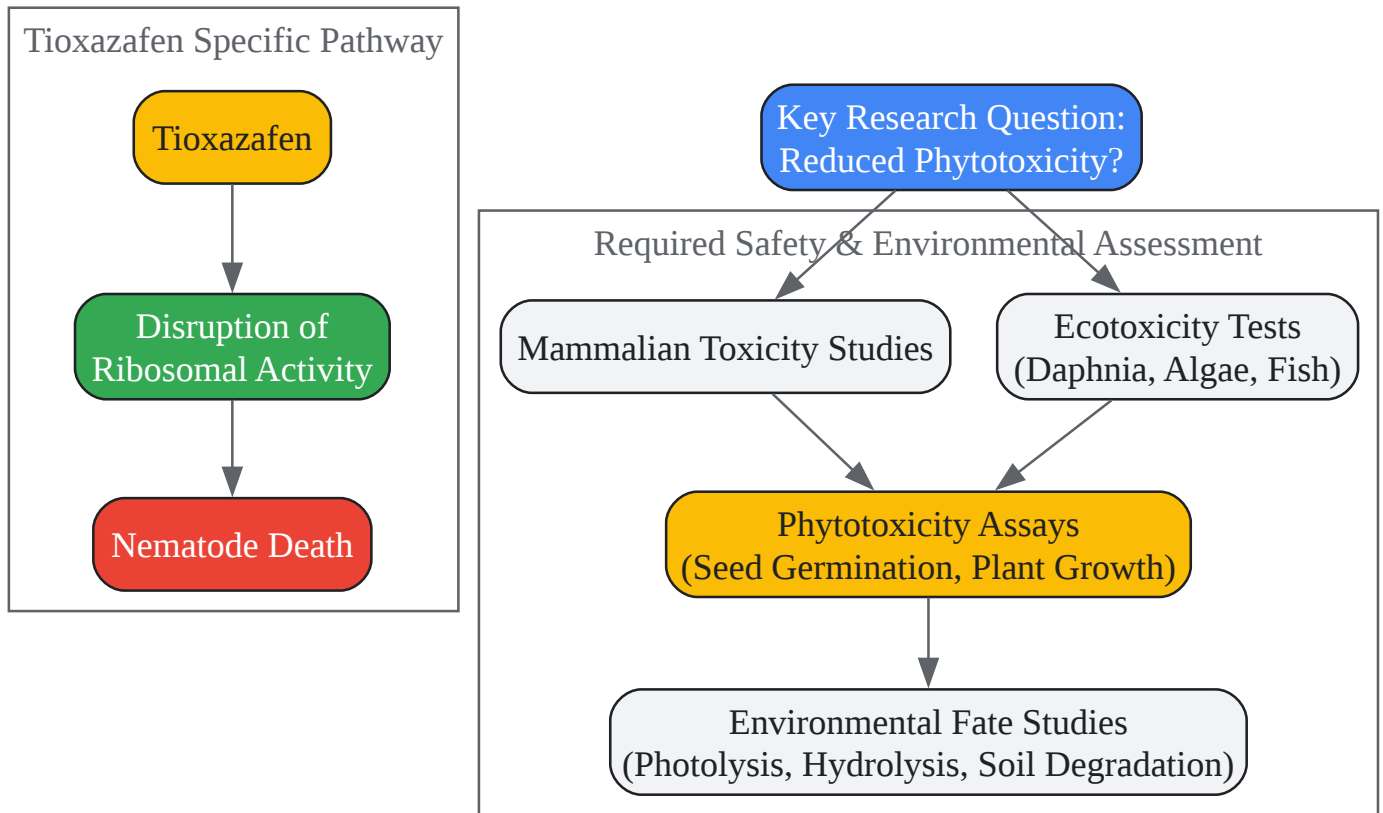 Tioxazafen Specific Pathway
Tioxazafen
Disruption of
Ribosomal Activity
Nematode Death
Key Research Question:
Reduced Phytotoxicity?
Required Safety & Environmental Assessment
Mammalian Toxicity Studies
Ecotoxicity Tests
(Daphnia, Algae, Fish)
Phytotoxicity Assays
(Seed Germination, Plant Growth)
Environmental Fate Studies
(Photolysis, Hydrolysis, Soil Degradation)